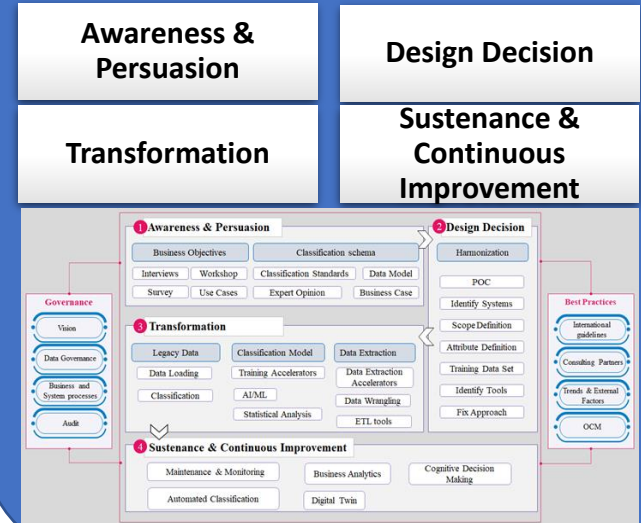 Awareness &
Persuasion
Design Decision
Transformation
Sustenance &
Continuous
Improvement
1 Awareness & Persuasion
Business Objectives
Classification schema
Interviews
Workshop
Classification Standards
Data Model
Survey
Use Cases
Expert Opinion
Business Case
2 Design Decision
Harmonization
POC
Identify Systems
Scope Definition
Attribute Definition
Training Data Set
Identify Tools
Fix Approach
Governance
Vision
Data Governance
Business and
System processes
Audit
3 Transformation
Legacy Data
Classification Model
Data Extraction
Data Loading
Training Accelerators
Data Extraction
Accelerators
Classification
AI/ML
Data Wrangling
Statistical Analysis
ETL tools
Best Practices
International
guidelines
Consulting Partners
Trends & External
Factors
OCM
4 Sustenance & Continuous Improvement
Maintenance & Monitoring
Business Analytics
Cognitive Decision
Making
Automated Classification
Digital Twin